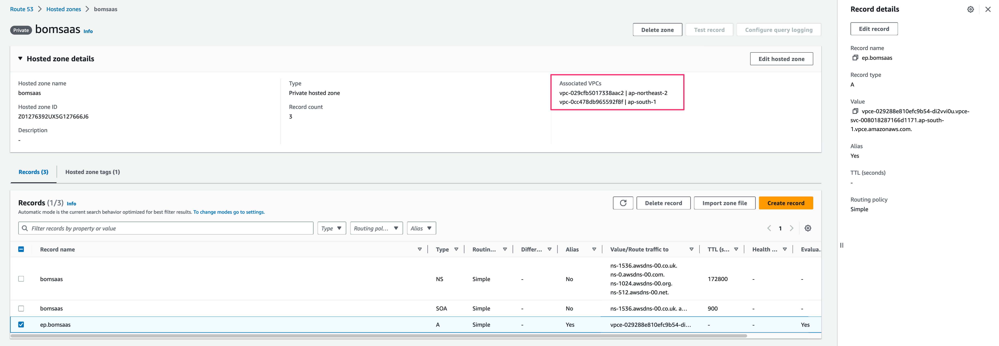 Route 53 > Hosted zones > bomsaas
Private bomsaas Info
Delete zone
Test record
Configure query logging
Hosted zone details
Edit hosted zone
Hosted zone name
bomsaas
Hosted zone ID
Z01276392UX5G127666J6
Description
-
Type
Private hosted zone
Record count
3
Associated VPCs
vpc-029cfb5017338aac2 | ap-northeast-2
vpc-0cc478db965592f8f | ap-south-1
Records (3)
Hosted zone tags (1)
Records (1/3) Info
Automatic mode is the current search behavior optimized for best filter results. To change modes go to settings.
Delete record
Import zone file
Create record
Filter records by property or value
Type
Routing pol...
Alias
1
Record name Type Routin... Differ... Alias Value/Route traffic to TTL (s... Health ... Evalua..
bomsaas NS Simple - No ns-1536.awsdns-00.co.uk. 172800 - -
ns-0.awsdns-00.com.
ns-1024.awsdns-00.org.
ns-512.awsdns-00.net.
bomsaas SOA Simple - No ns-1536.awsdns-00.co.uk. a... 900 - -
ep.bomsaas A Simple - Yes vpce-029288e810efc9b54-di... - - Yes
Record details
Edit record
Record name
ep.bomsaas
Record type
A
Value
vpce-029288e810efc9b54-di2vvi0u.vpce-
svc-008018287166d1171.ap-south-
1.vpce.amazonaws.com.
Alias
Yes
TTL (seconds)
-
Routing policy
Simple